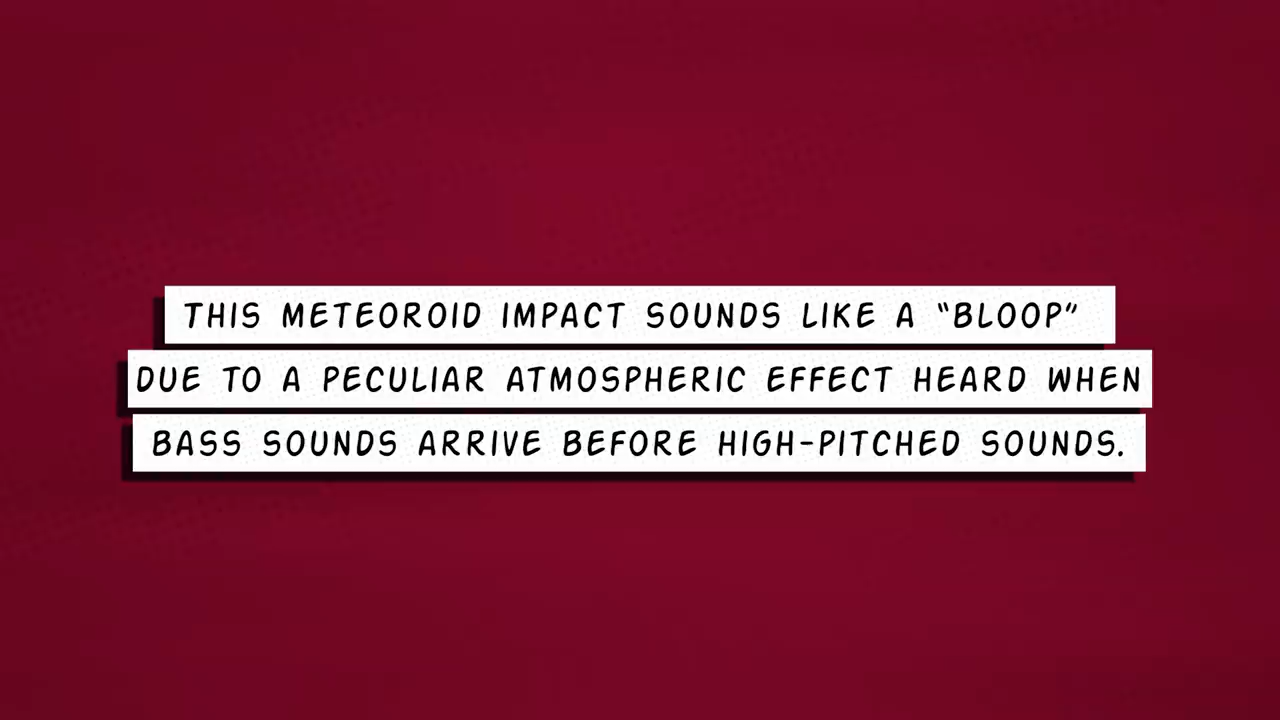 THIS METEOROID IMPACT SOUNDS LIKE A “BLOOP”
DUE TO A PECULIAR ATMOSPHERIC EFFECT HEARD WHEN
BASS SOUNDS ARRIVE BEFORE HIGH-PITCHED SOUNDS.